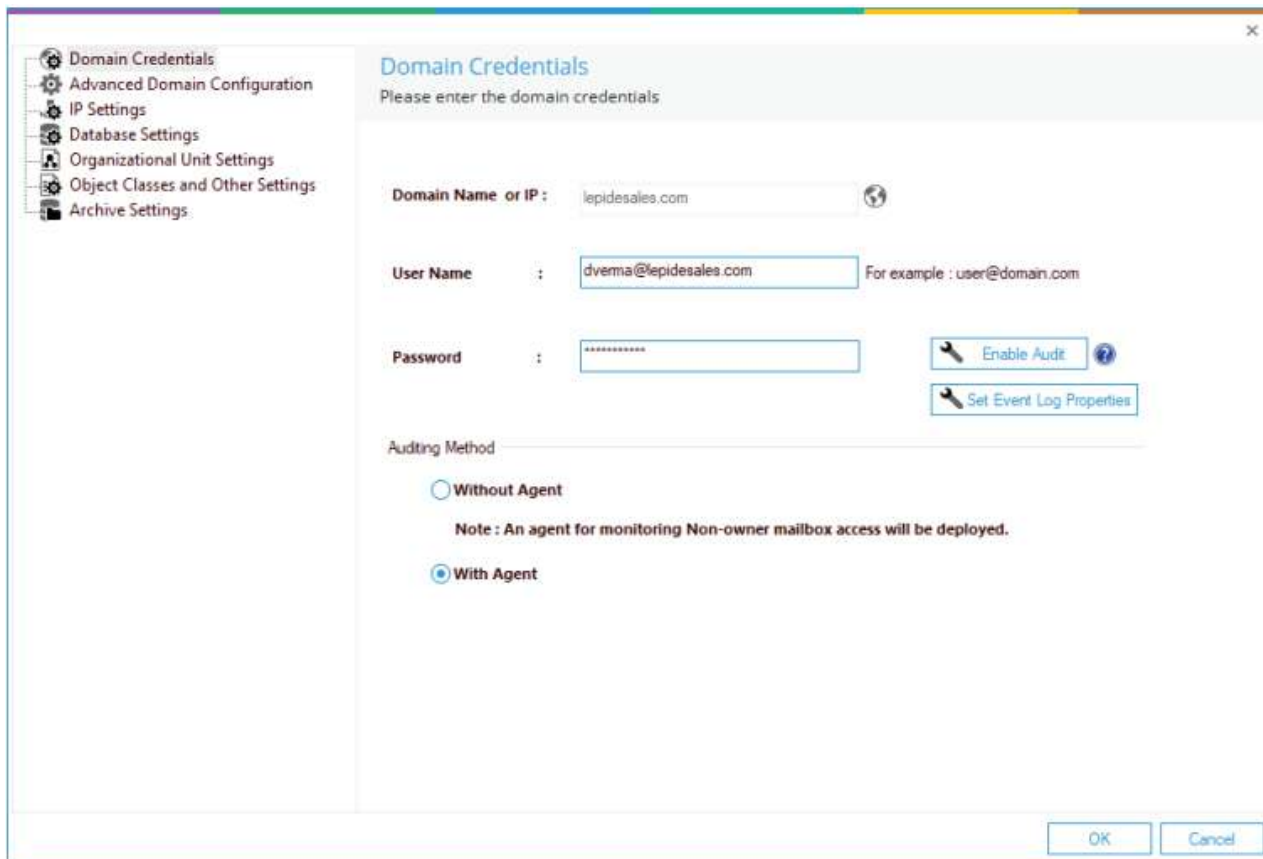 Domain Credentials
Advanced Domain Configuration
IP Settings
Database Settings
Organizational Unit Settings
Object Classes and Other Settings
Archive Settings
Domain Credentials
Please enter the domain credentials
Domain Name or IP :
lepidesales.com
User Name :
dverma@lepidesales.com
For example : user@domain.com
Password :
***********
Enable Audit
Set Event Log Properties
Auditing Method
Without Agent
Note : An agent for monitoring Non-owner mailbox access will be deployed.
With Agent
OK
Cancel